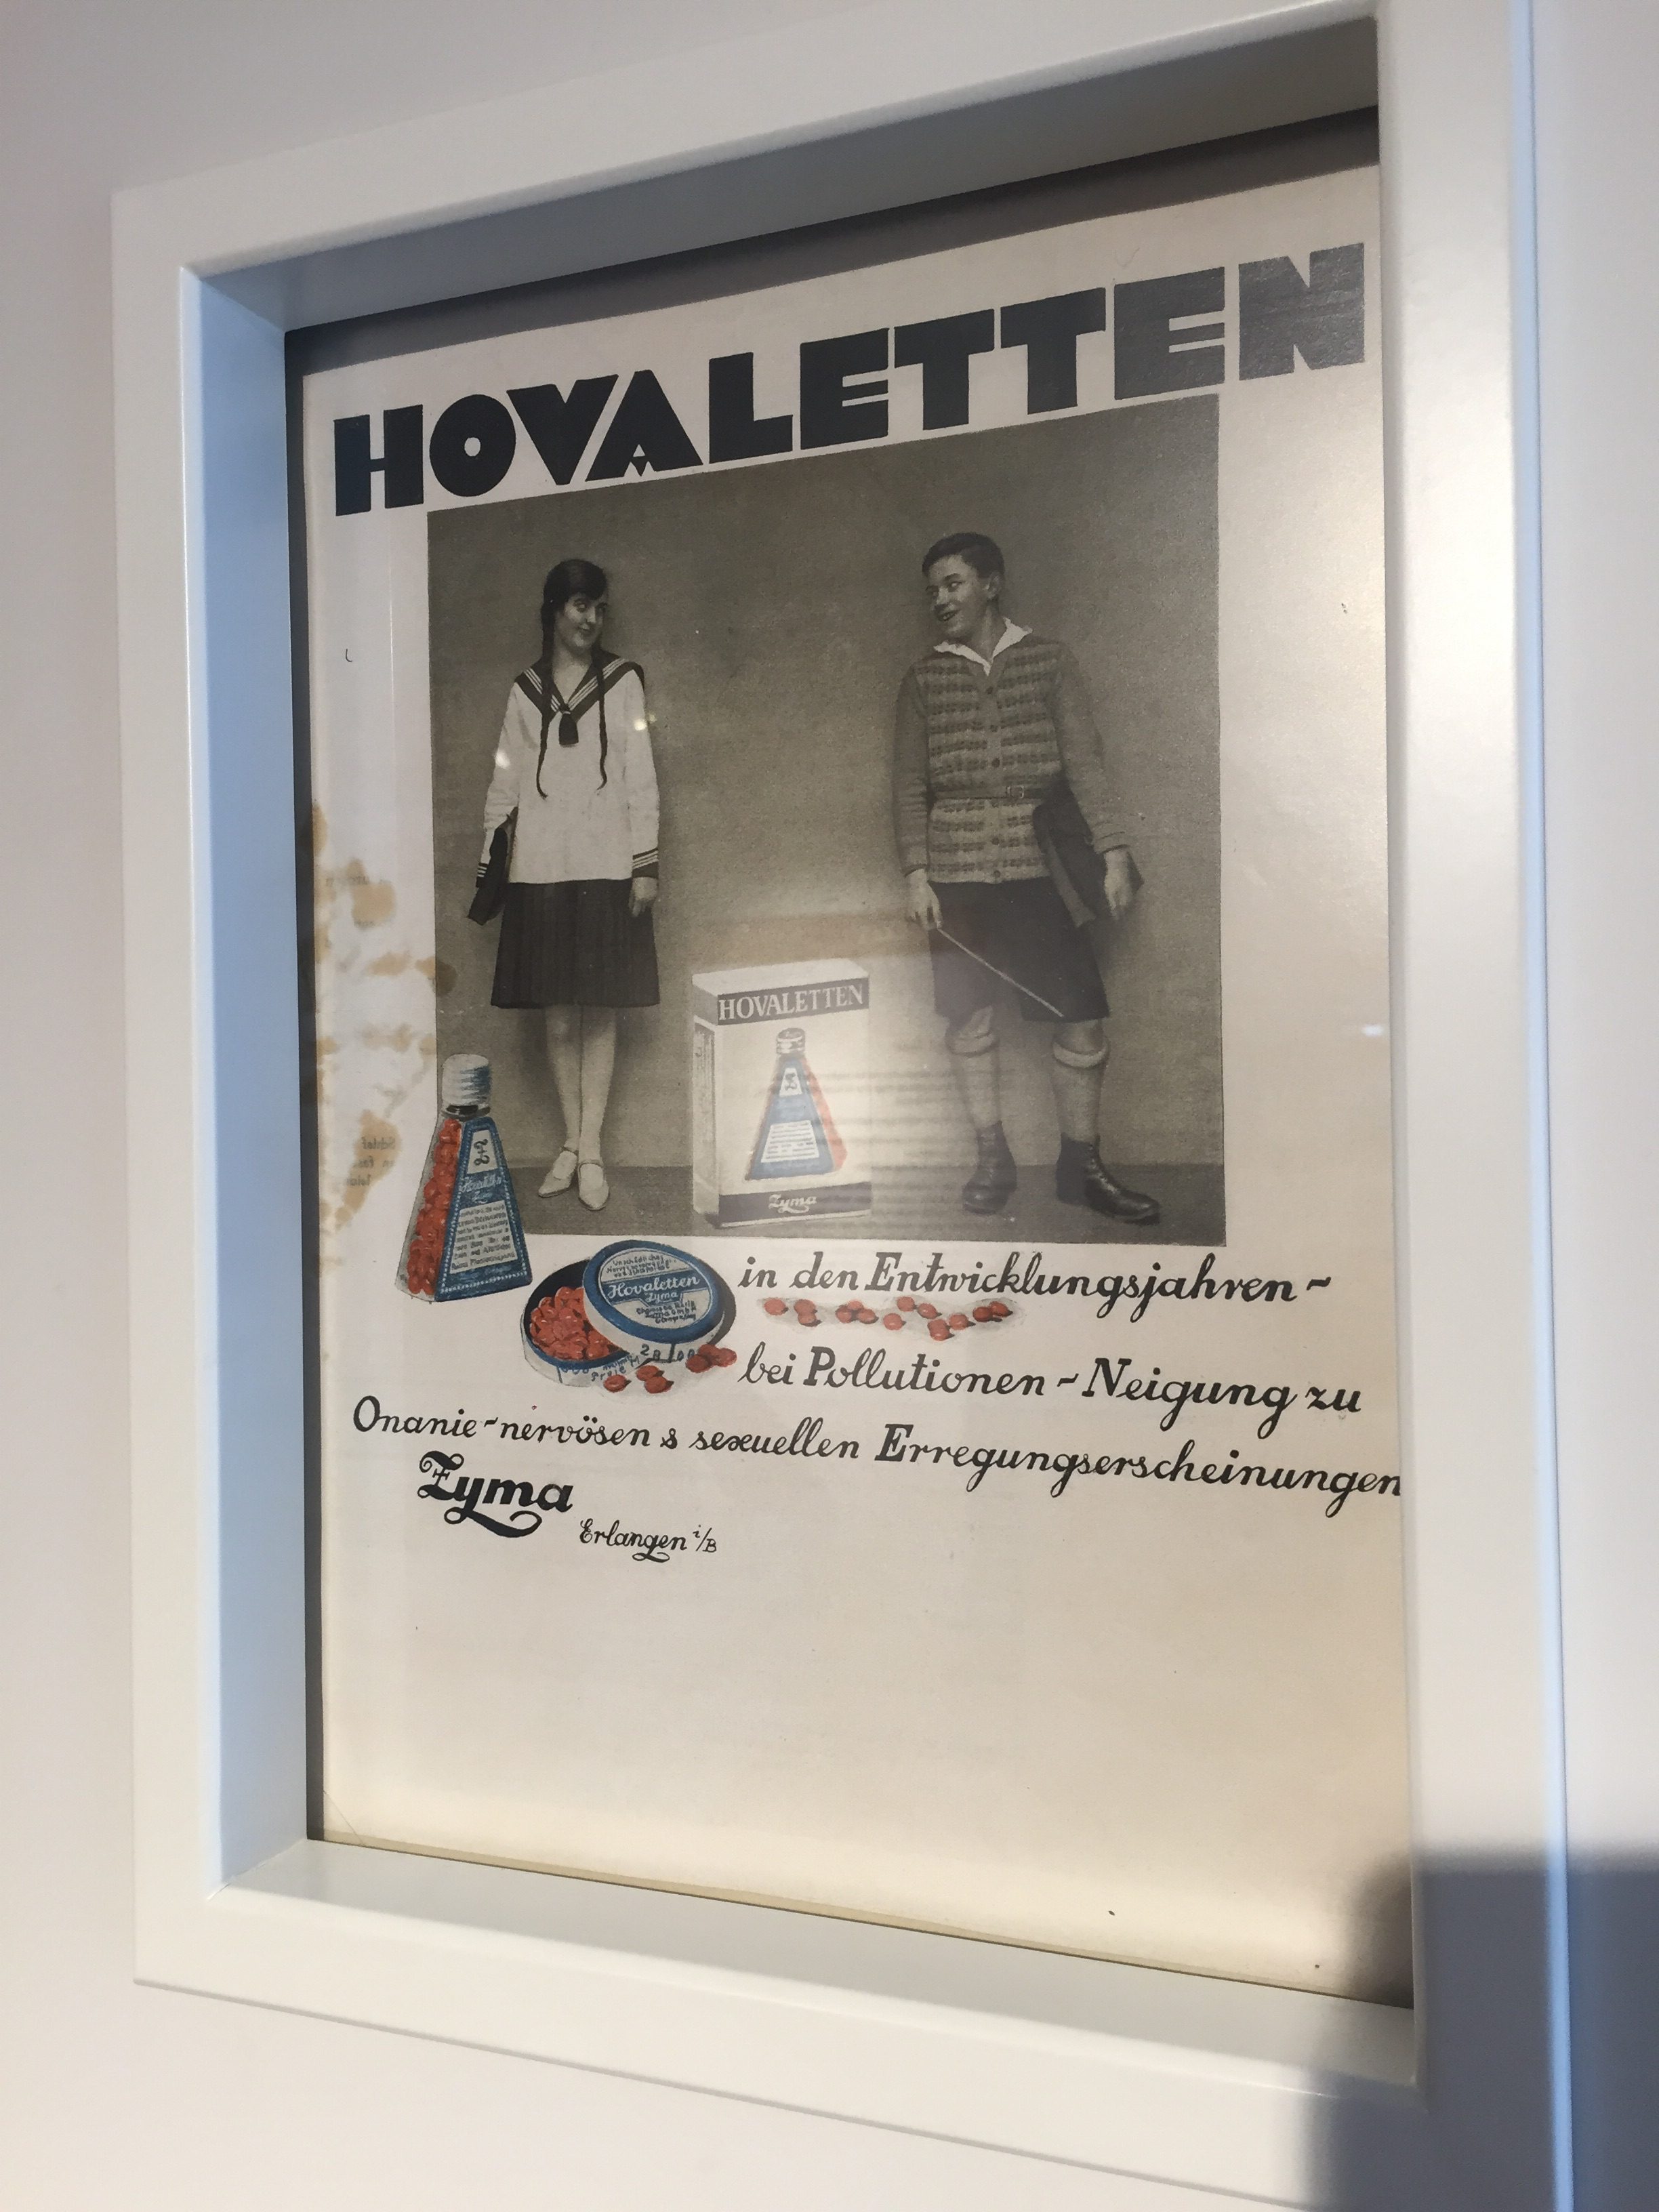 HOVALETTEN
HOVALETTEN
Zyma
Hovaletten
Zyma
in den Entwicklungsjahren -
bei Pollutionen - Neigung zu
Onanie - nervösen & sexuellen Erregungserscheinungen
Zyma
Erlangen i/B